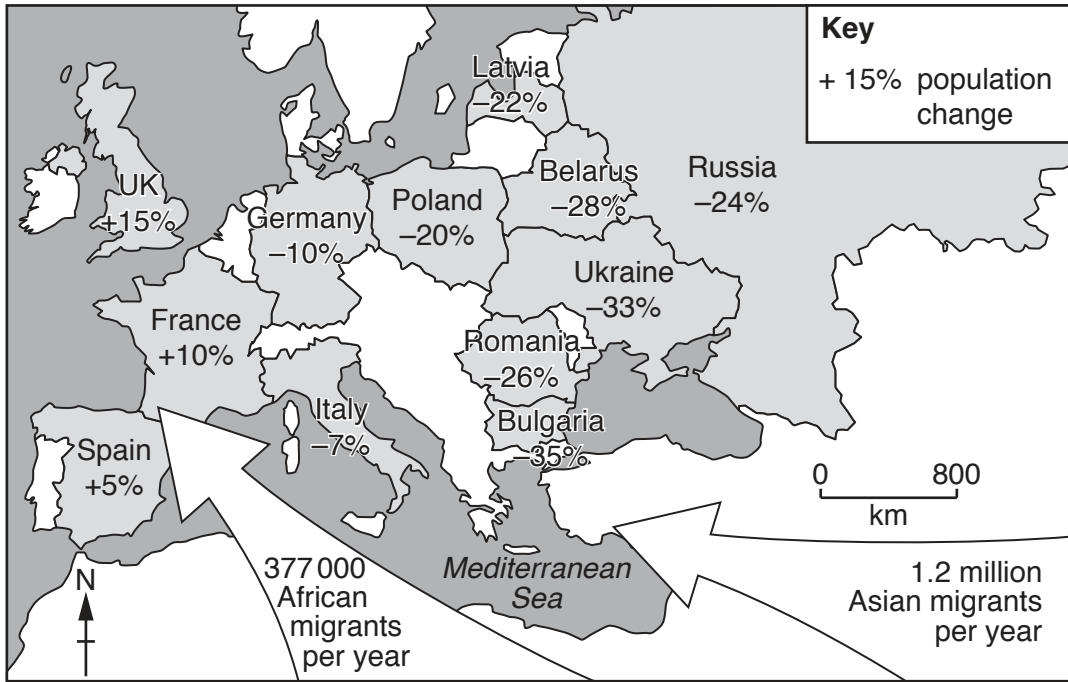 Key
+ 15% population
change
Latvia
–22%
Belarus
–28%
Russia
–24%
UK
+15%
Germany
–10%
Poland
–20%
Ukraine
–33%
France
+10%
Romania
–26%
Italy
–7%
Bulgaria
–35%
Spain
+5%
0 800
km
N
377 000
African
migrants
per year
Mediterranean
Sea
1.2 million
Asian migrants
per year